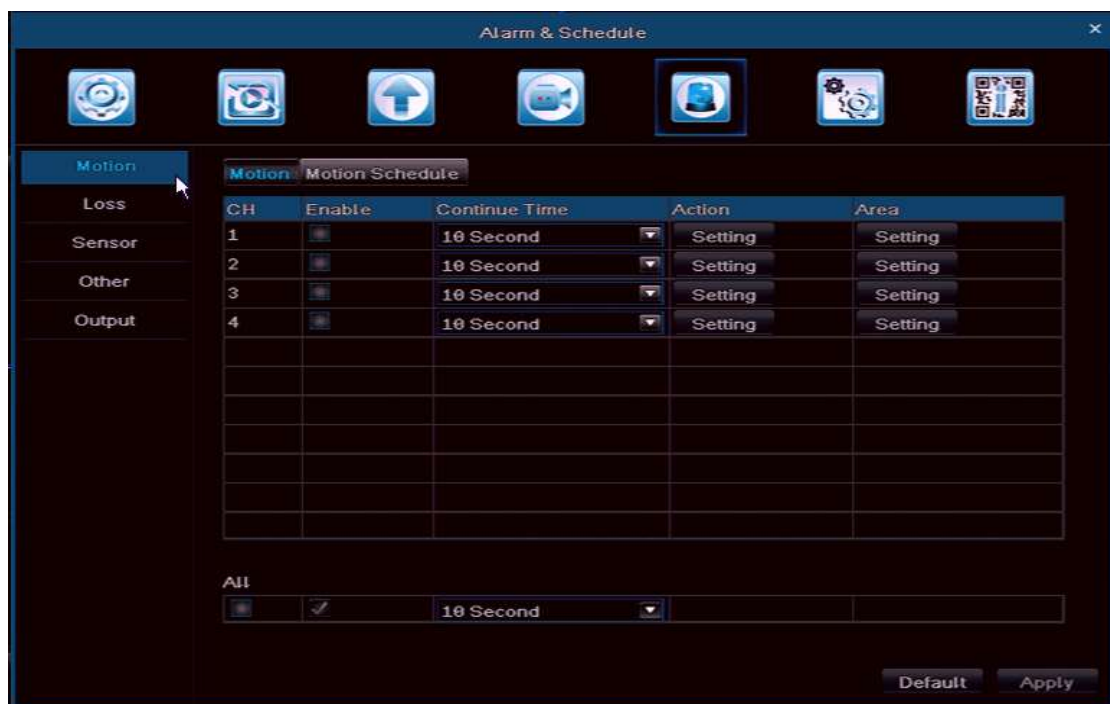 Alarm & Schedule ×
Motion
Loss
Sensor
Other
Output
Motion Motion Schedule
CH Enable Continue Time Action Area
1 10 Second Setting Setting
2 10 Second Setting Setting
3 10 Second Setting Setting
4 10 Second Setting Setting
All
10 Second
Default Apply